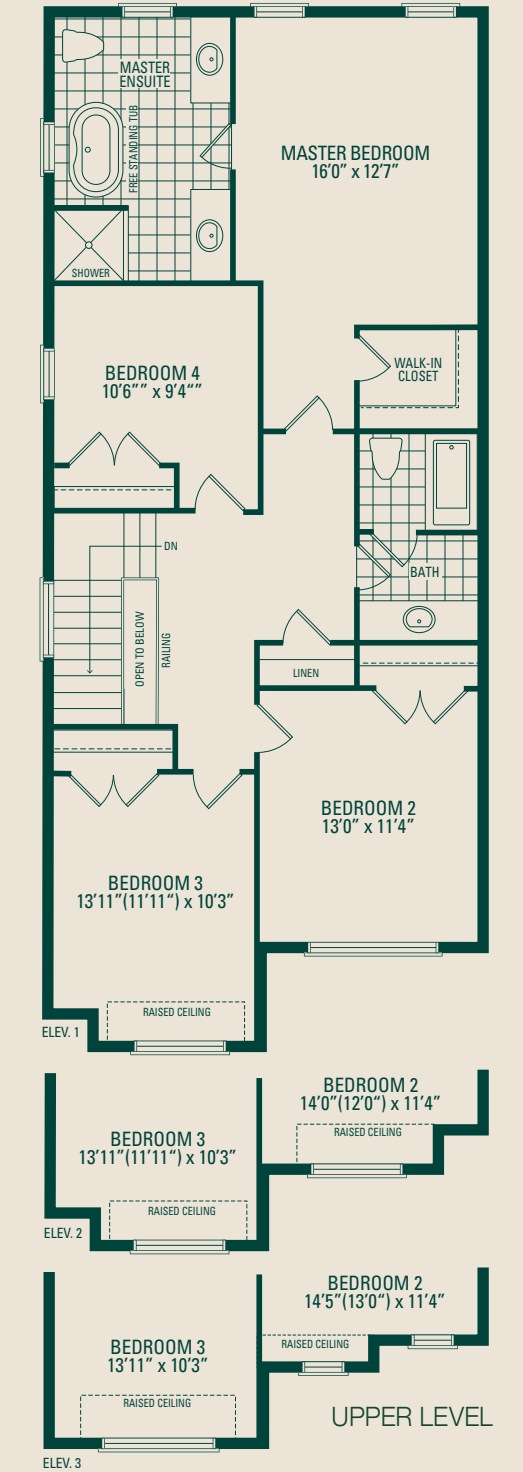 MASTER
ENSUITE
FREE STANDING TUB
MASTER BEDROOM
16'0" x 12'7"
SHOWER
BEDROOM 4
10'6"" x 9'4""
WALK-IN
CLOSET
DN
BATH
OPEN TO BELOW
RAILING
LINEN
BEDROOM 2
13'0" x 11'4"
BEDROOM 3
13'11"(11'11") x 10'3"
RAISED CEILING
ELEV. 1
BEDROOM 2
14'0"(12'0") x 11'4"
RAISED CEILING
BEDROOM 3
13'11"(11'11") x 10'3"
RAISED CEILING
ELEV. 2
BEDROOM 2
14'5"(13'0") x 11'4"
RAISED CEILING
BEDROOM 3
13'11" x 10'3"
RAISED CEILING
UPPER LEVEL
ELEV. 3